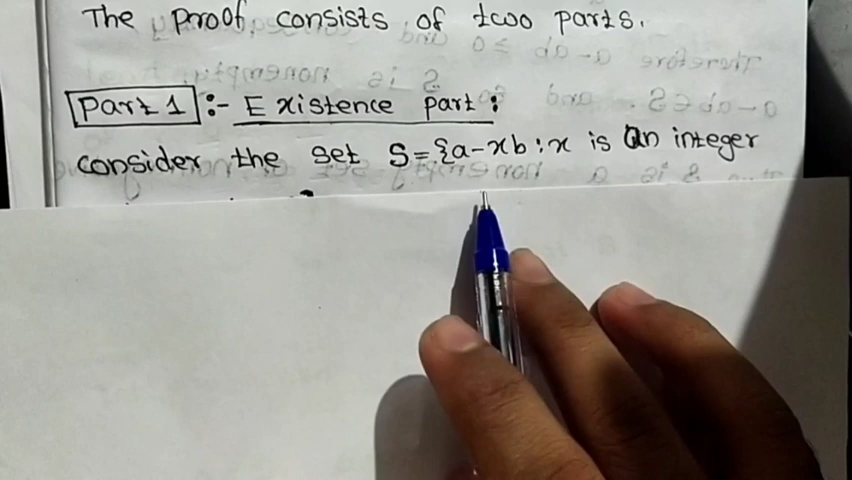 The proof consists of two parts.
Part 1 :- Existence part :
consider the set S = {a-xb : x is an integer